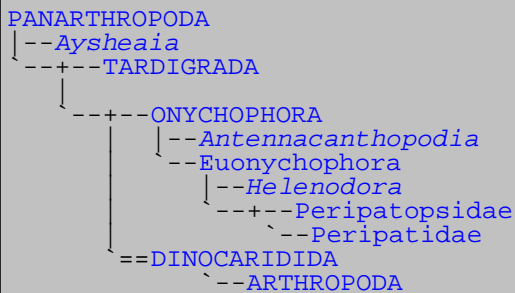 PANARTHROPODA
|--Aysheaia
`--+--TARDIGRADA
   |
   `--+--ONYCHOPHORA
      |  |--Antennacanthopodia
      |  `--Euonychophora
      |     |--Helenodora
      |     `--+--Peripatopsidae
      |        `--Peripatidae
      `==DINOCARIDIDA
            `--ARTHROPODA